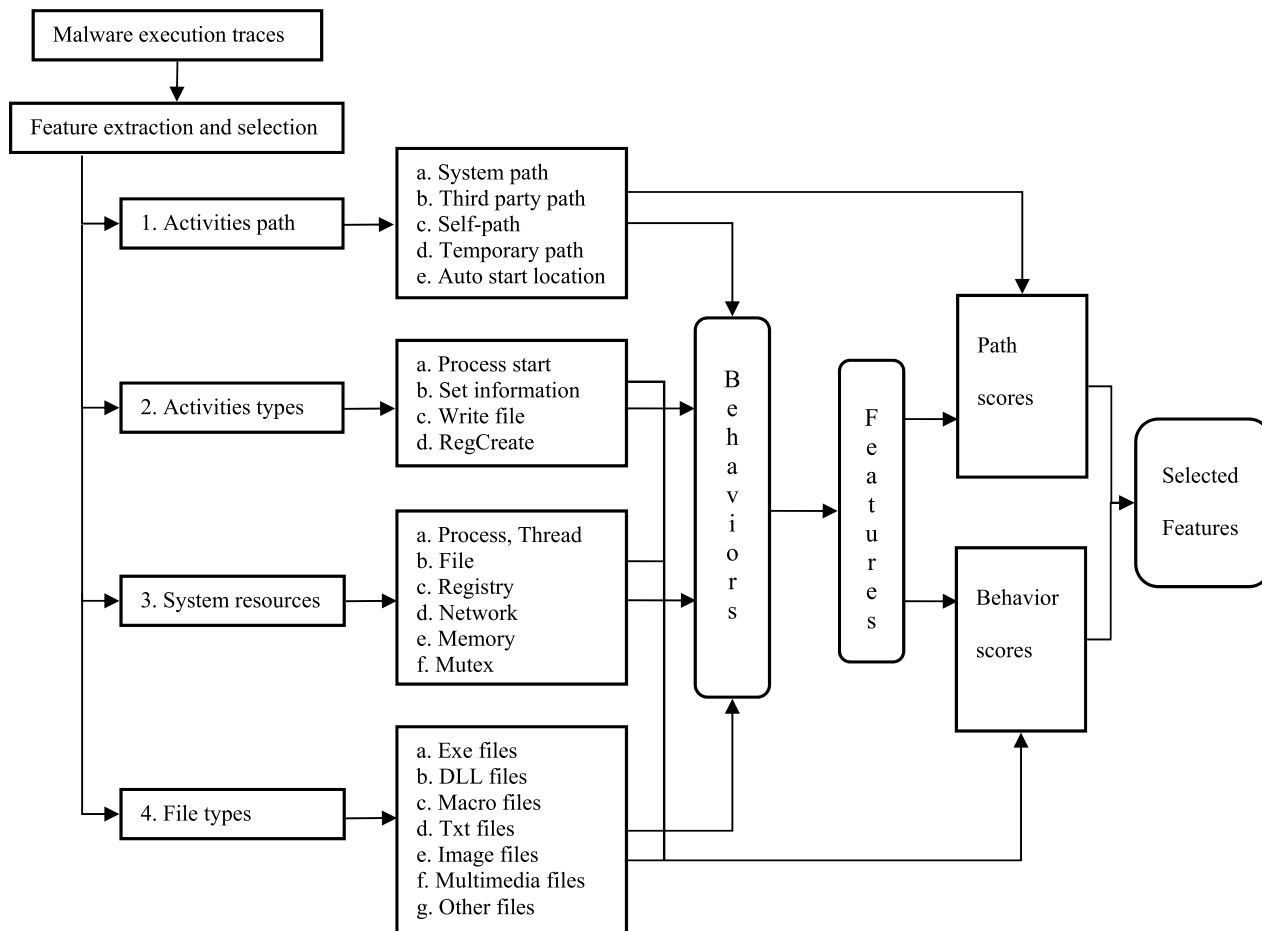 Malware execution traces
Feature extraction and selection
1. Activities path
a. System path
b. Third party path
c. Self-path
d. Temporary path
e. Auto start location
2. Activities types
a. Process start
b. Set information
c. Write file
d. RegCreate
3. System resources
a. Process, Thread
b. File
c. Registry
d. Network
e. Memory
f. Mutex
4. File types
a. Exe files
b. DLL files
c. Macro files
d. Txt files
e. Image files
f. Multimedia files
g. Other files
Behaviors
Features
Path
scores
Behavior
scores
Selected
Features